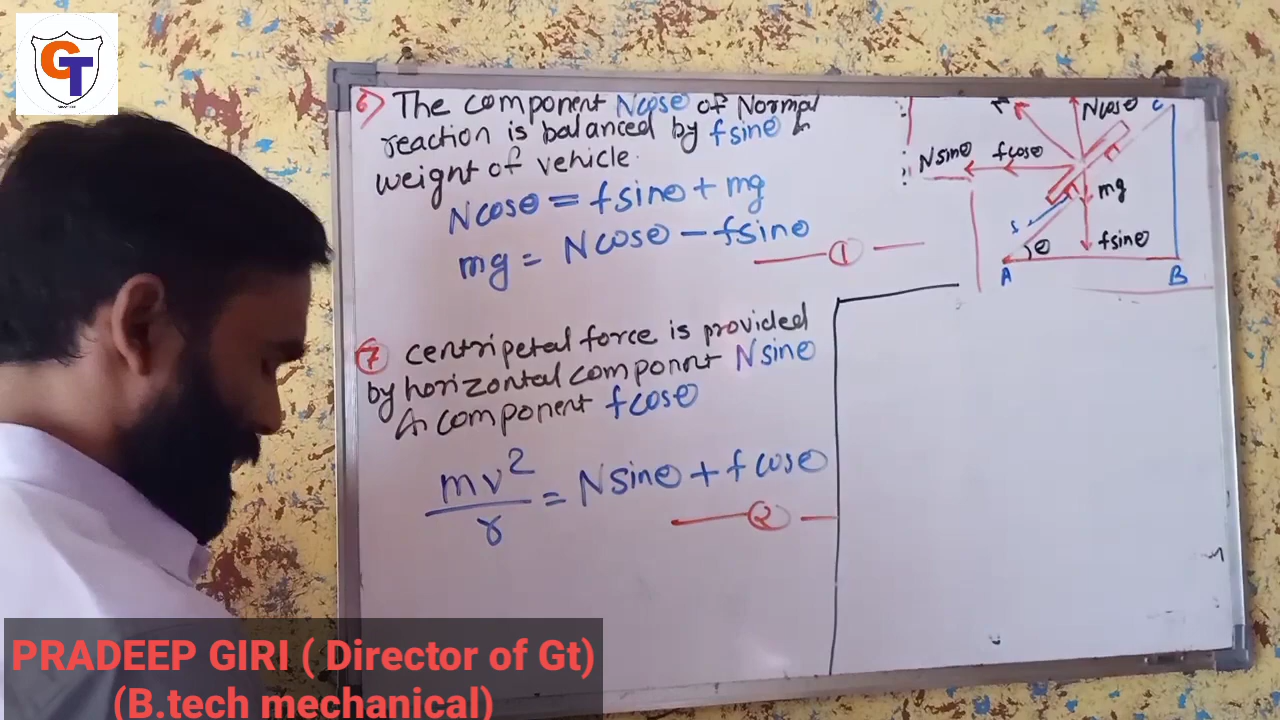 GT
6) The component Ncosθ of Normal
reaction is balanced by fsinθ &
weight of vehicle.
Ncosθ = fsinθ + mg
mg = Ncosθ - fsinθ
1
7 centripetal force is provided
by horizontal component Nsinθ
& component fcosθ
mv²/r = Nsinθ + fcosθ
2
Ncosθ C
Nsinθ fcosθ
mg
s
θ fsinθ
A B
PRADEEP GIRI ( Director of Gt)
(B.tech mechanical)